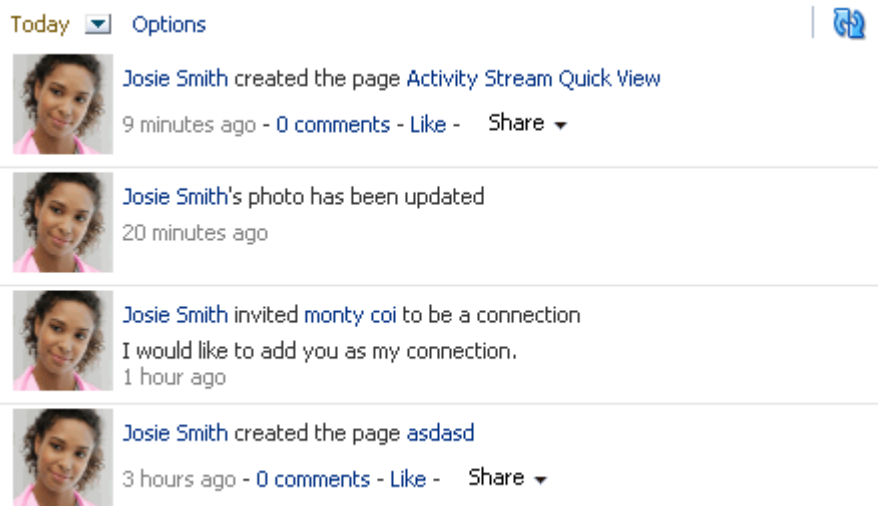 Today Options
Josie Smith created the page Activity Stream Quick View
9 minutes ago - 0 comments - Like - Share
Josie Smith's photo has been updated
20 minutes ago
Josie Smith invited monty coi to be a connection
I would like to add you as my connection.
1 hour ago
Josie Smith created the page asdasd
3 hours ago - 0 comments - Like - Share